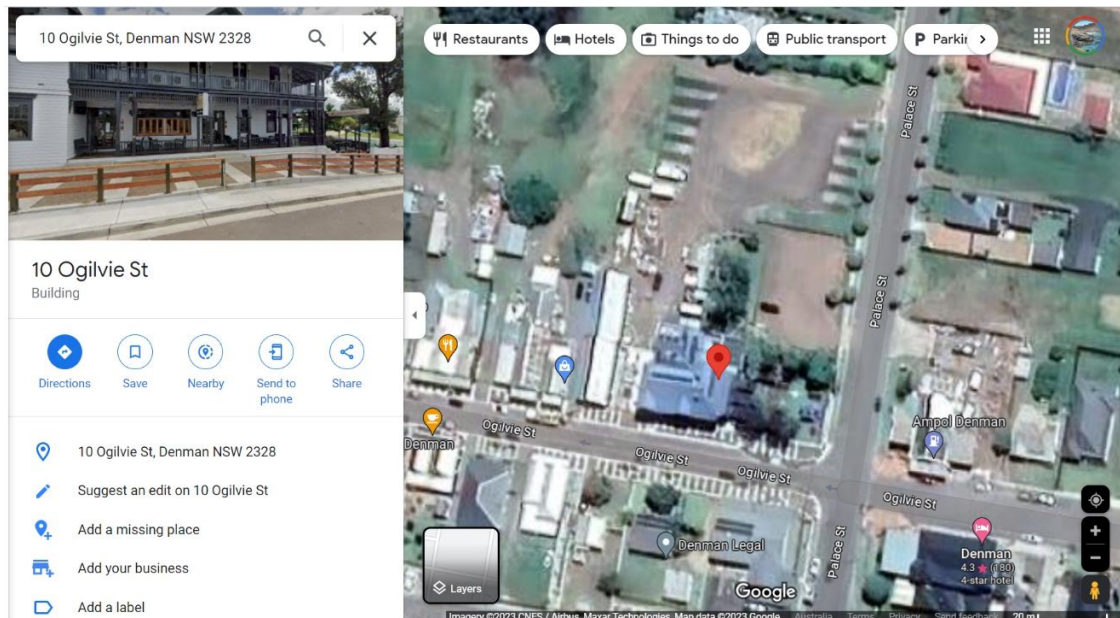 10 Ogilvie St, Denman NSW 2328
Restaurants
Hotels
Things to do
Public transport
P Parkin
10 Ogilvie St
Building
Directions
Save
Nearby
Send to
phone
Share
10 Ogilvie St, Denman NSW 2328
Suggest an edit on 10 Ogilvie St
Add a missing place
Add your business
Add a label
Palace St
Palace St
Ampol Denman
Denman
Ogilvie St
Ogilvie St
Ogilvie St
Ogilvie St
Denman Legal
Palace St
Denman
4.3 ★ (180)
4-star hotel
Layers
Google
Imagery ©2023 CNES / Airbus, Maxar Technologies, Map data ©2023 Google
Australia
Terms
Privacy
Send feedback
20 m